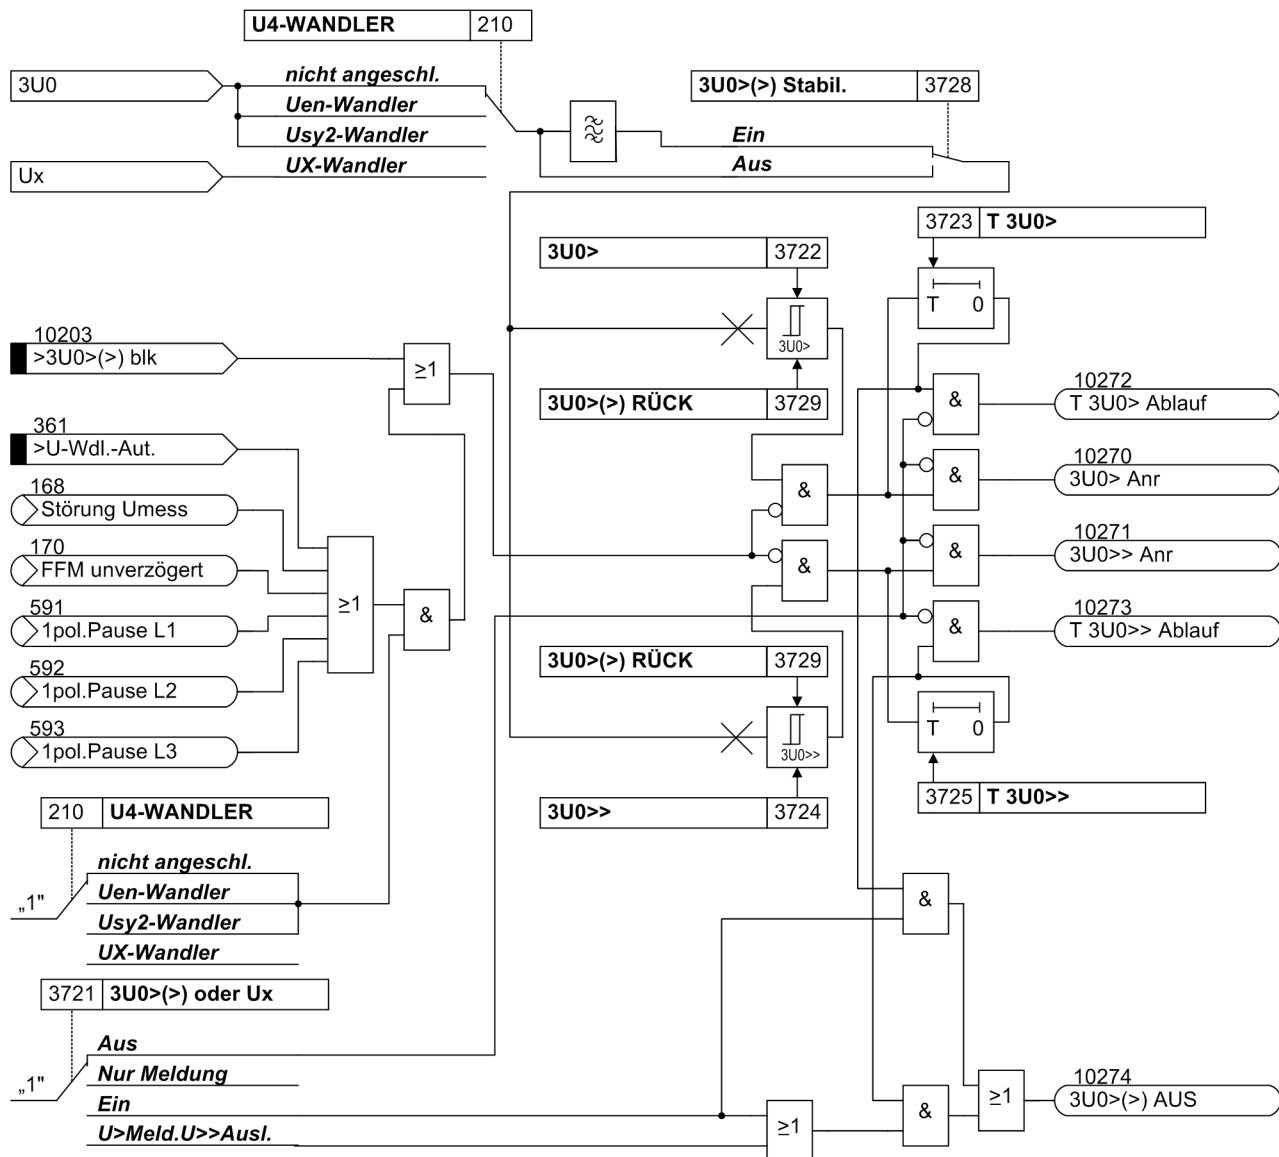 U4-WANDLER 210
3U0
nicht angeschl.
Uen-Wandler
Usy2-Wandler
UX-Wandler
Ux
3U0>(>) Stabil. 3728
Ein
Aus
3723 T 3U0>
3U0> 3722
T 0
3U0>
3U0>(>) RÜCK 3729
10203
>3U0>(>) blk
≥1
361
>U-Wdl.-Aut.
168
Störung Umess
170
FFM unverzögert
591
1pol.Pause L1
592
1pol.Pause L2
593
1pol.Pause L3
≥1
&
&
&
&
10272
T 3U0> Ablauf
&
10270
3U0> Anr
&
10271
3U0>> Anr
&
10273
T 3U0>> Ablauf
3U0>(>) RÜCK 3729
3U0>>
T 0
3U0>> 3724
3725 T 3U0>>
210 U4-WANDLER
nicht angeschl.
Uen-Wandler
Usy2-Wandler
UX-Wandler
„1"
&
3721 3U0>(>) oder Ux
Aus
Nur Meldung
Ein
U>Meld.U>>Ausl.
„1"
≥1
&
≥1
10274
3U0>(>) AUS